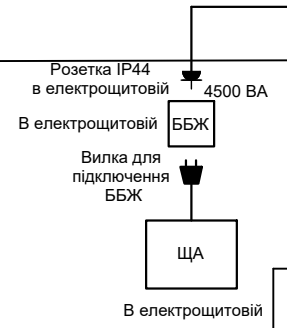 Розетка IP44
в електрощитовій
4500 ВА
В електрощитовій
ББЖ
Вилка для
підключення
ББЖ
ЩА
В електрощитовій